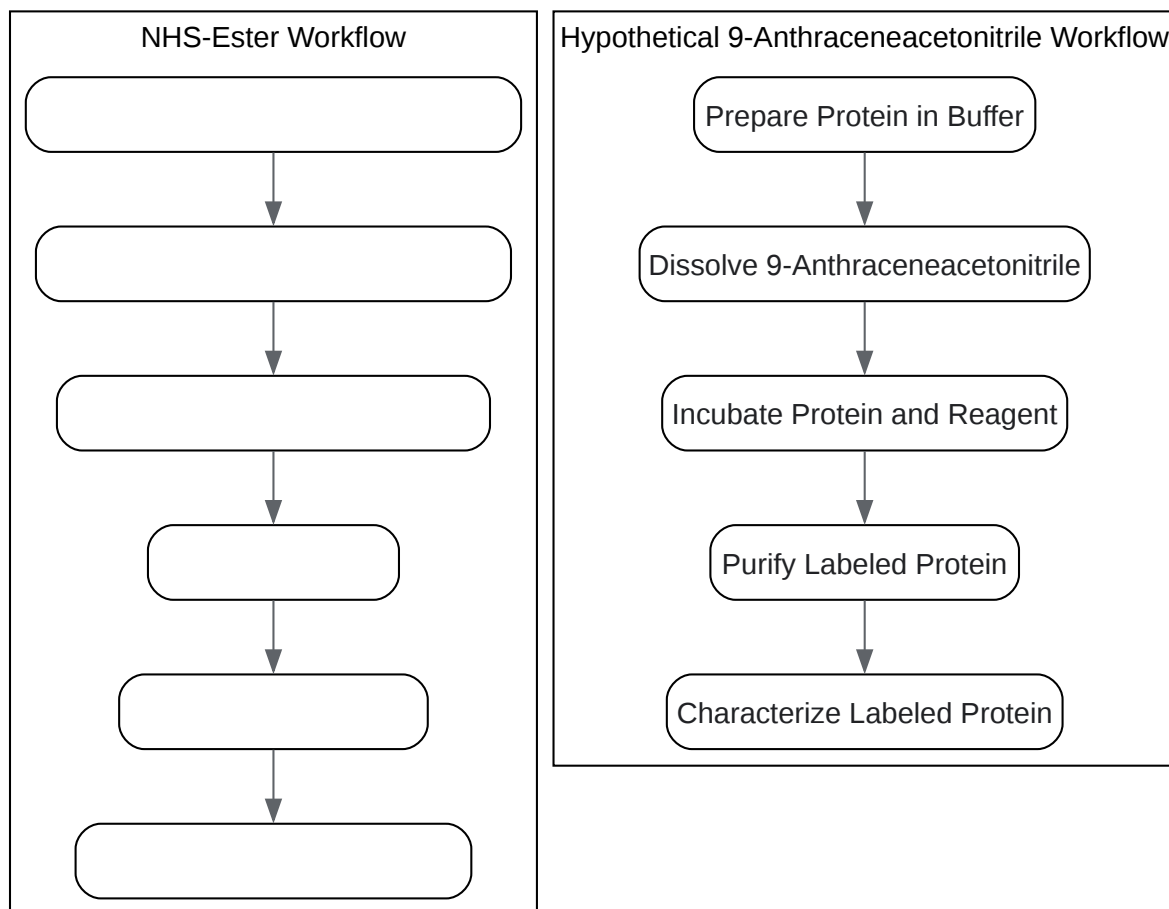 NHS-Ester Workflow
Hypothetical 9-Anthraceneacetonitrile Workflow
Prepare Protein in Buffer
Dissolve 9-Anthraceneacetonitrile
Incubate Protein and Reagent
Purify Labeled Protein
Characterize Labeled Protein